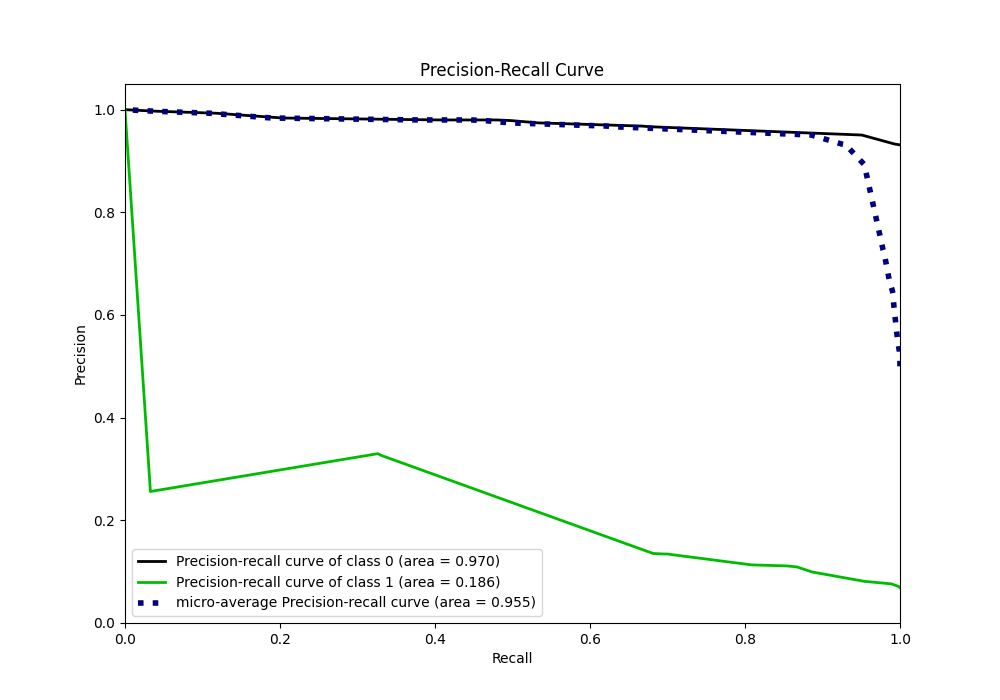 Precision-Recall Curve
1.0
0.8
0.6
0.4
0.2
0.0
Precision
Precision-recall curve of class 0 (area = 0.970)
Precision-recall curve of class 1 (area = 0.186)
micro-average Precision-recall curve (area = 0.955)
0.0 0.2 0.4 0.6 0.8 1.0
Recall